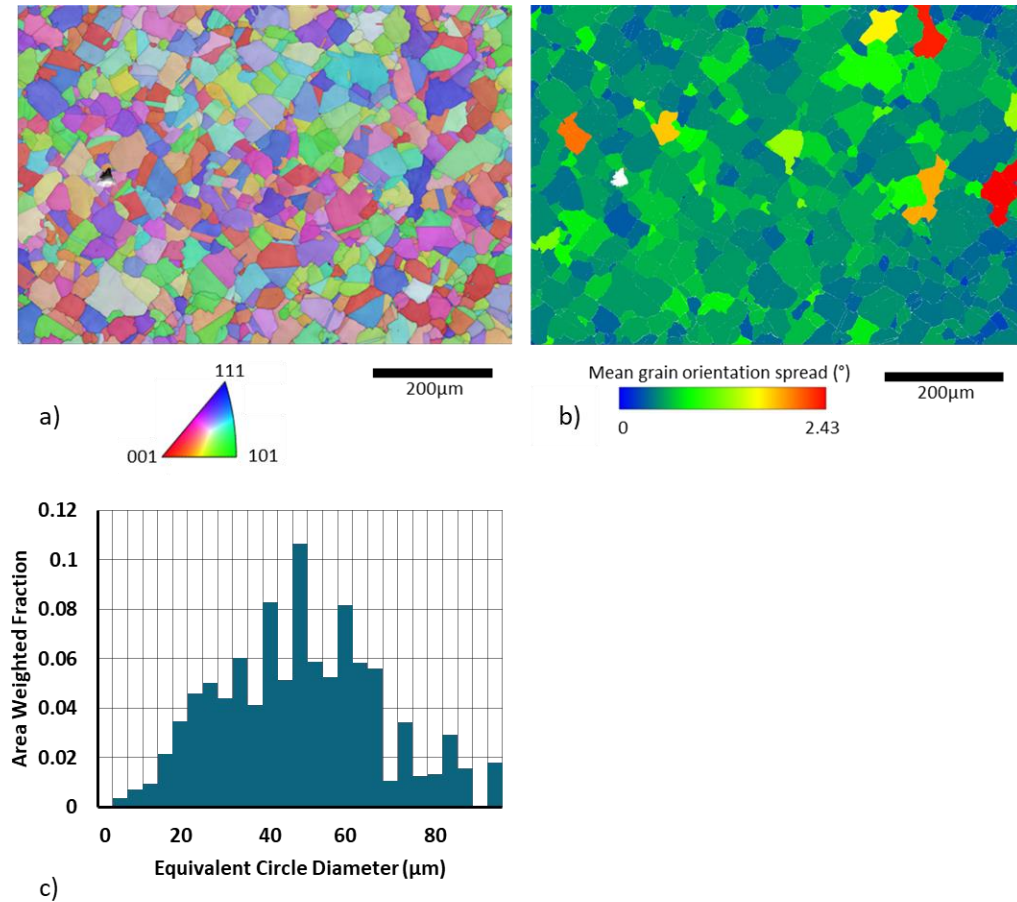 111
001
101
200μm
a)
Mean grain orientation spread (°)
0
2.43
200μm
b)
0.12
0.1
0.08
0.06
0.04
0.02
0
Area Weighted Fraction
0 20 40 60 80
Equivalent Circle Diameter (μm)
c)